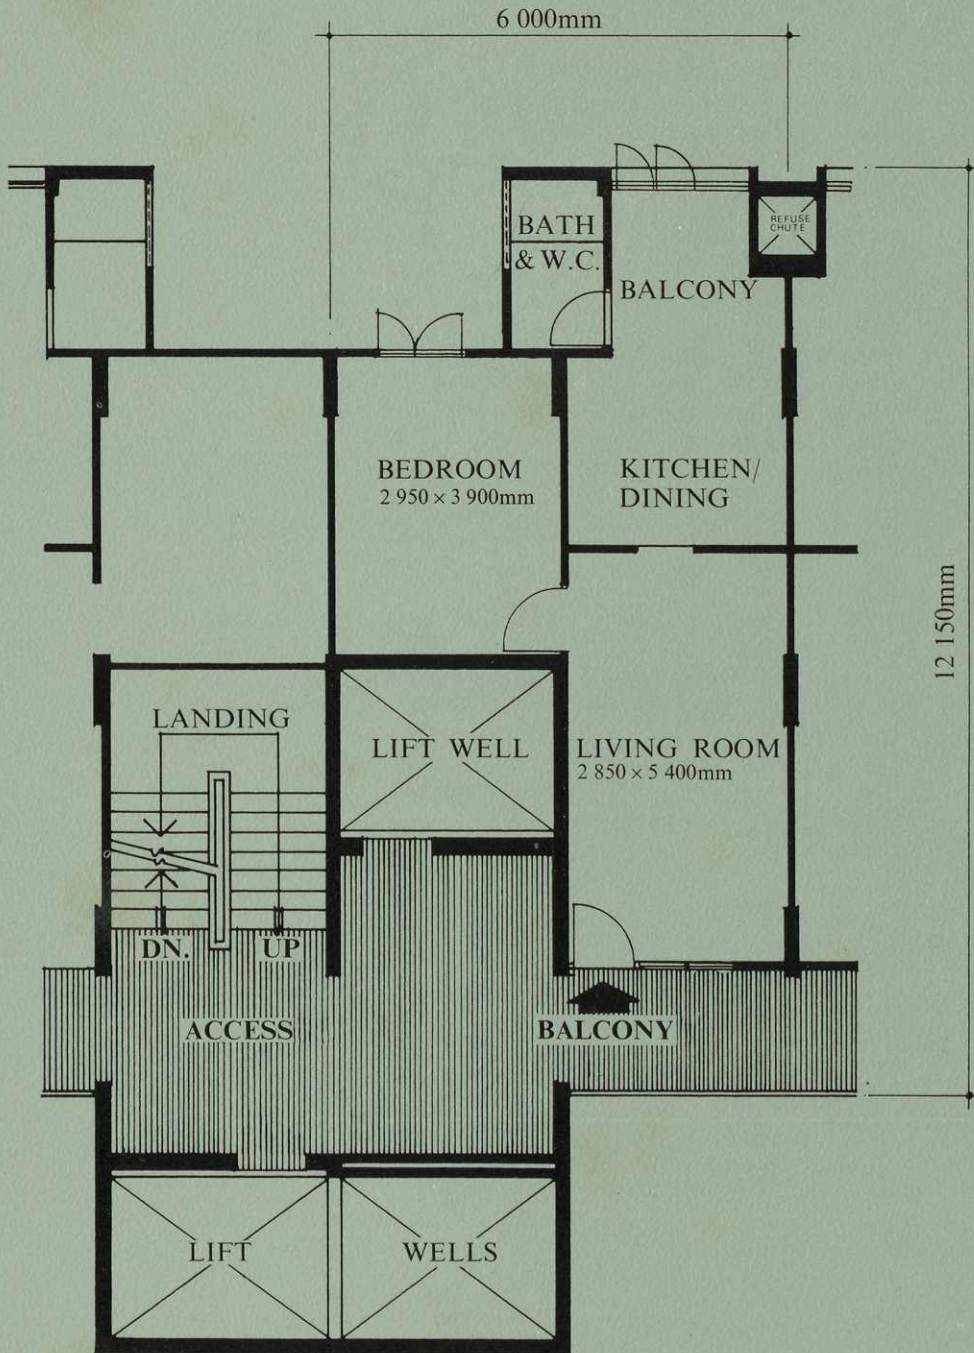 6 000mm
REFUSE
CHUTE
BATH
& W.C.
BALCONY
BEDROOM
2 950 × 3 900mm
KITCHEN/
DINING
12 150mm
LANDING
LIFT WELL
LIVING ROOM
2 850 × 5 400mm
DN.
UP
ACCESS
BALCONY
LIFT
WELLS